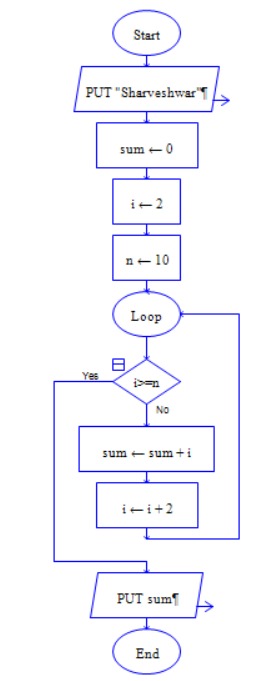 Start
PUT "Sharveshwar"¶
sum ← 0
i ← 2
n ← 10
Loop
i>=n
Yes
No
sum ← sum + i
i ← i + 2
PUT sum¶
End